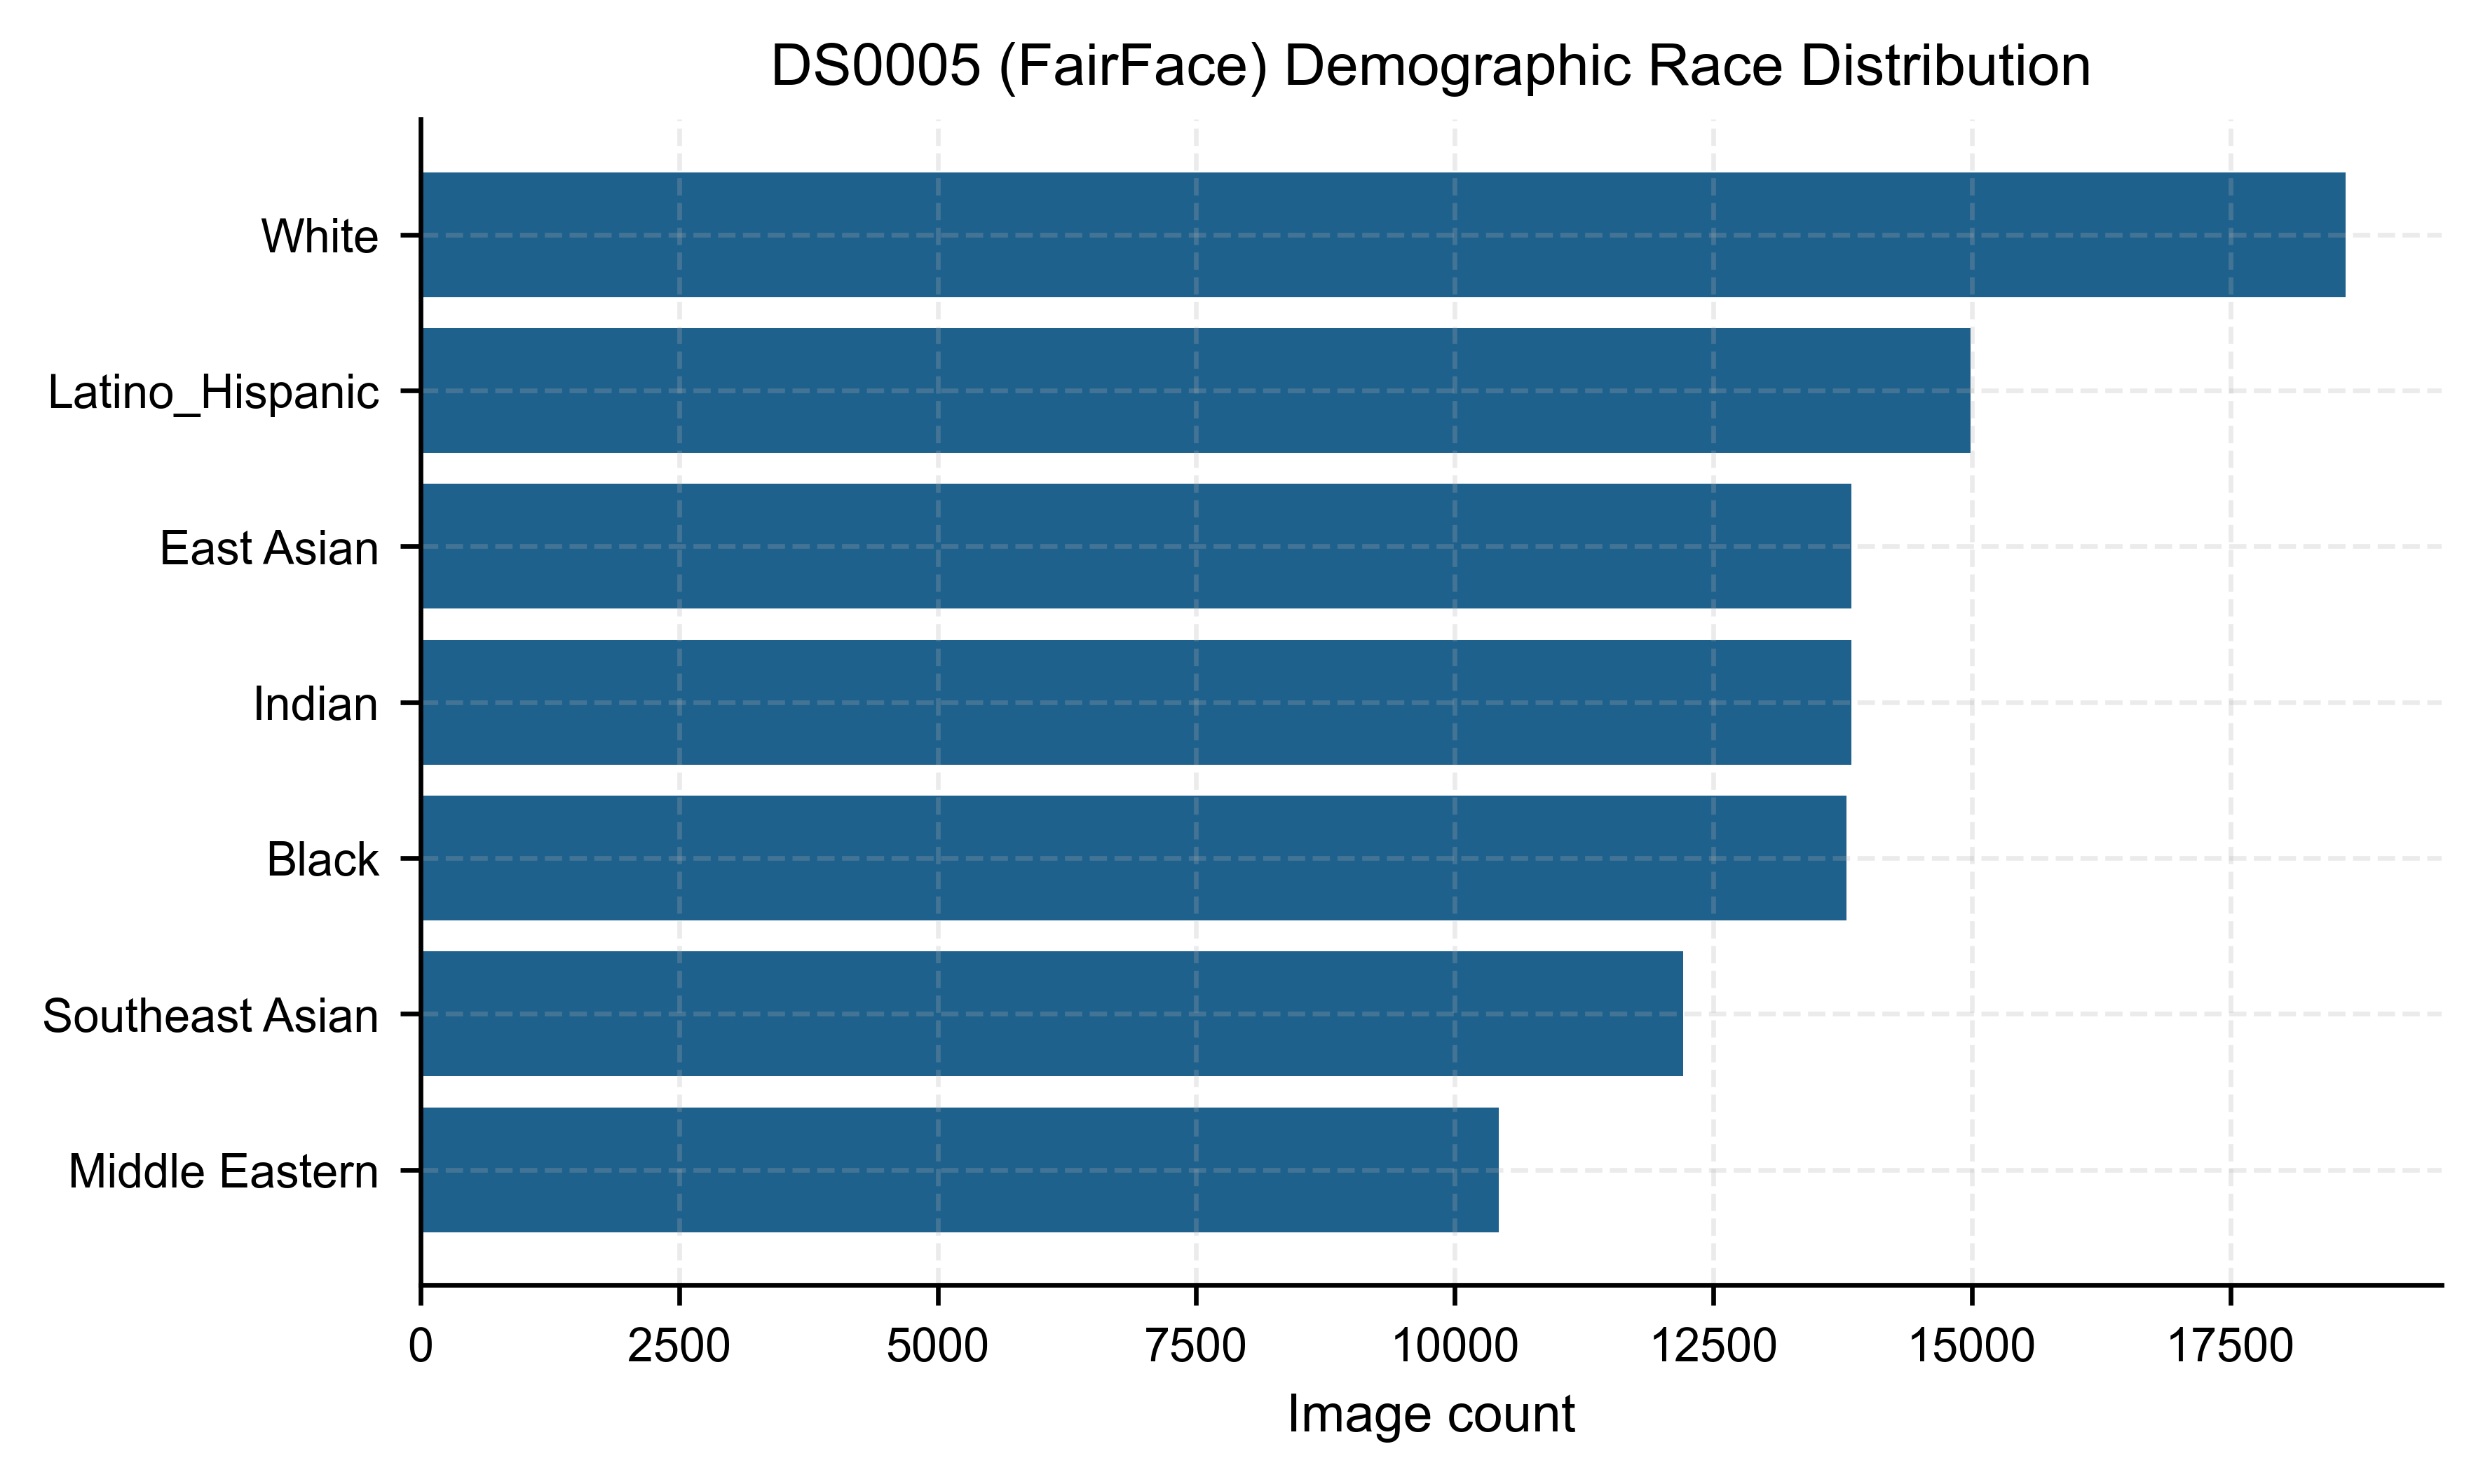 DS0005 (FairFace) Demographic Race Distribution
White
Latino_Hispanic
East Asian
Indian
Black
Southeast Asian
Middle Eastern
0 2500 5000 7500 10000 12500 15000 17500
Image count